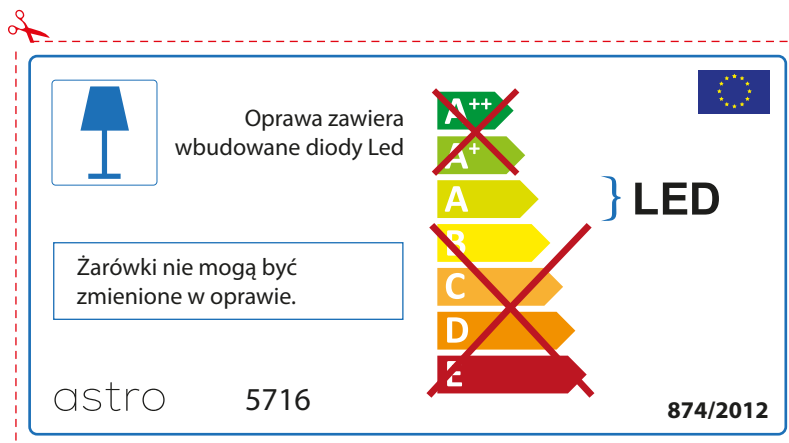 Oprawa zawiera
wbudowane diody Led
A++
A+
A
B
C
D
E
LED
Żarówki nie mogą być
zmienione w oprawie.
astro
5716
874/2012